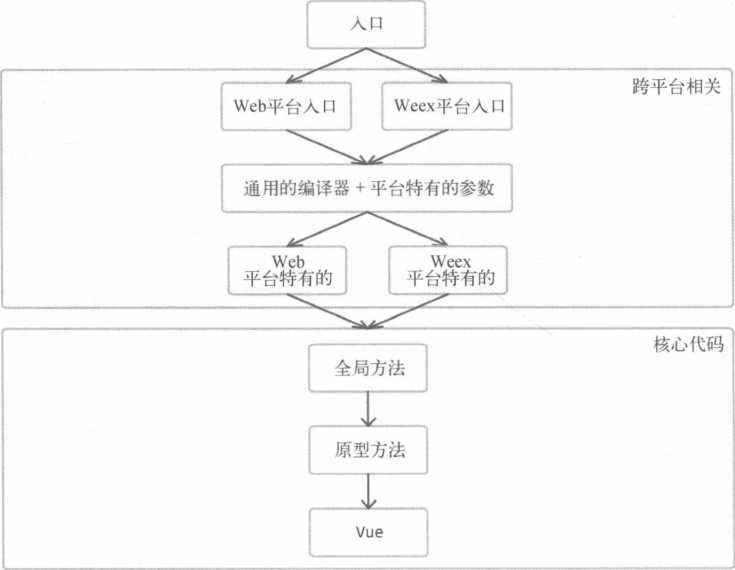 入口
跨平台相关
Web平台入口
Weex平台入口
通用的编译器 + 平台特有的参数
Web
平台特有的
Weex
平台特有的
核心代码
全局方法
原型方法
Vue